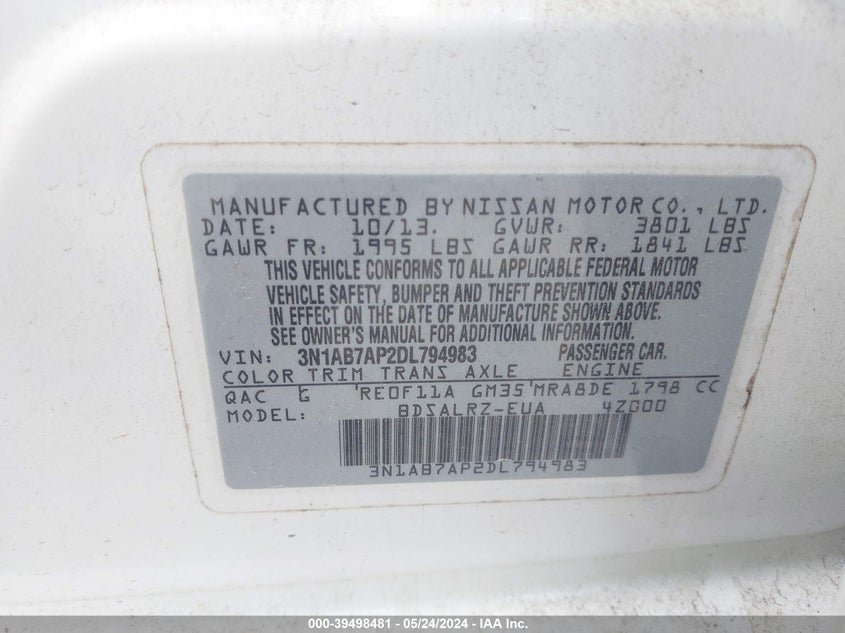 MANUFACTURED BY NISSAN MOTOR CO., LTD.
DATE: 10/13. GVWR: 3801 LBS
GAWR FR: 1995 LBS GAWR RR: 1841 LBS
THIS VEHICLE CONFORMS TO ALL APPLICABLE FEDERAL MOTOR
VEHICLE SAFETY, BUMPER AND THEFT PREVENTION STANDARDS
IN EFFECT ON THE DATE OF MANUFACTURE SHOWN ABOVE.
SEE OWNER'S MANUAL FOR ADDITIONAL INFORMATION.
VIN: 3N1AB7AP2DL794983 PASSENGER CAR.
COLOR TRIM TRANS AXLE ENGINE
QAC G RE0F11A GM35 MRA8DE 1798 CC
MODEL: BDSALRZ-EUA 4Z000
3N1AB7AP2DL794983
000-39498481 - 05/24/2024 - IAA Inc.